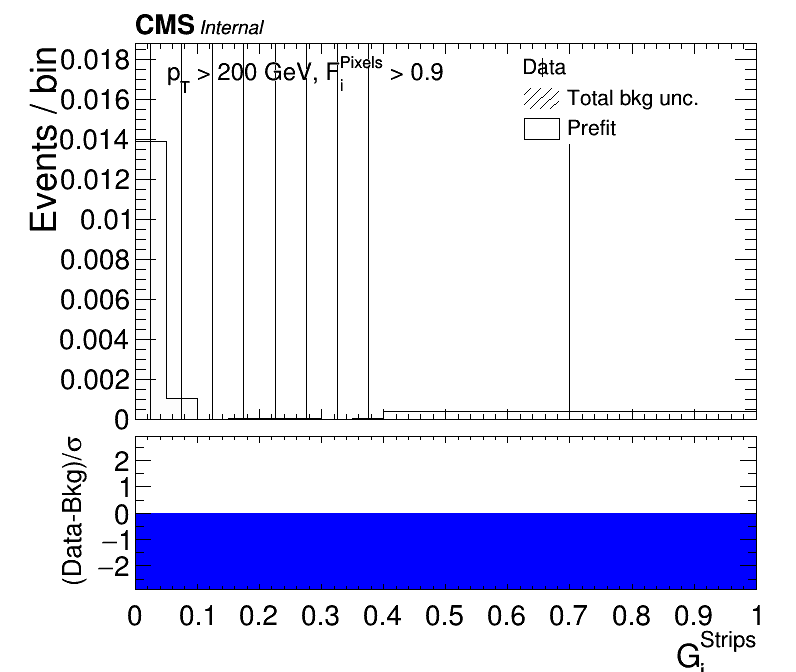 CMS Internal
p_T > 200 GeV, F_i^Pixels > 0.9
Data
Total bkg unc.
Prefit
Events / bin
0.018
0.016
0.014
0.012
0.01
0.008
0.006
0.004
0.002
0
(Data-Bkg)/σ
2
1
0
−1
−2
0 0.1 0.2 0.3 0.4 0.5 0.6 0.7 0.8 0.9 1
G_i^Strips